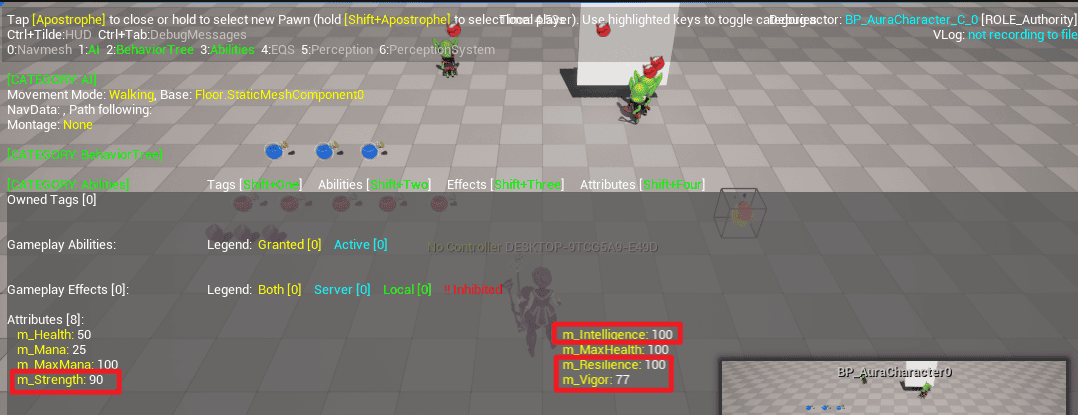 Tap [Apostrophe] to close or hold to select new Pawn (hold [Shift+Apostrophe] to select local player). Use highlighted keys to toggle categories. Debug actor: BP_AuraCharacter_C_0 [ROLE_Authority]
Ctrl+Tilde:HUD Ctrl+Tab:DebugMessages VLog: not recording to file
0:Navmesh 1:AI 2:BehaviorTree 3:Abilities 4:EQS 5:Perception 6:PerceptionSystem
[CATEGORY: AI]
Movement Mode: Walking, Base: Floor.StaticMeshComponent0
NavData: , Path following:
Montage: None
[CATEGORY: BehaviorTree]
[CATEGORY: Abilities] Tags [Shift+One] Abilities [Shift+Two] Effects [Shift+Three] Attributes [Shift+Four]
Owned Tags [0]
Gameplay Abilities: Legend: Granted [0] Active [0]
No Controller DESKTOP-
Gameplay Effects [0]: Legend: Both [0] Server [0] Local [0] !! Inhibited
Attributes [8]:
m_Health: 50 m_Intelligence: 100
m_Mana: 25 m_MaxHealth: 100
m_MaxMana: 100 m_Resilience: 100
m_Strength: 90 m_Vigor: 77
BP_AuraCharacter0